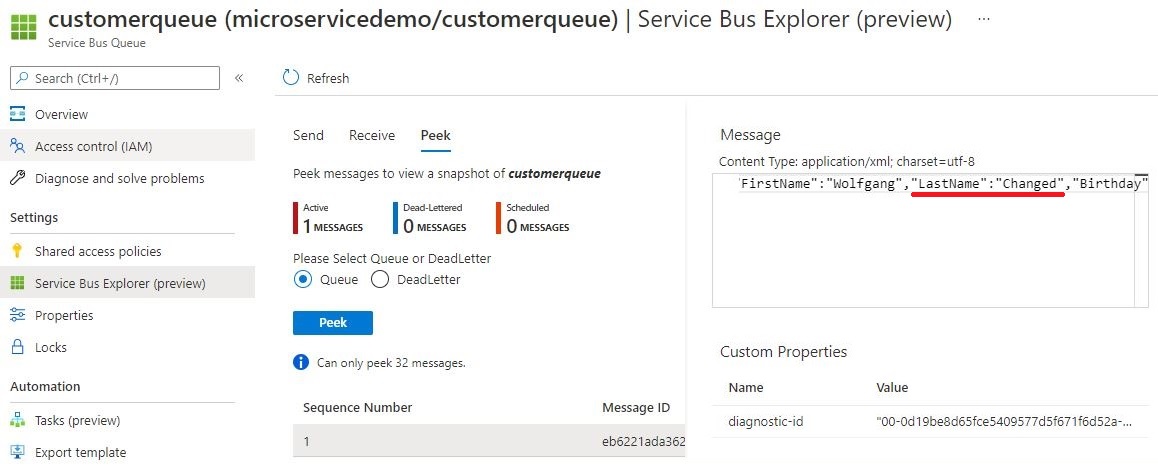 customerqueue (microservicedemo/customerqueue) | Service Bus Explorer (preview) ...
Service Bus Queue
Search (Ctrl+/)
«
Refresh
Overview
Access control (IAM)
Diagnose and solve problems
Settings
Shared access policies
Service Bus Explorer (preview)
Properties
Locks
Automation
Tasks (preview)
Export template
Send Receive Peek
Peek messages to view a snapshot of customerqueue
Active
1 MESSAGES
Dead-Lettered
0 MESSAGES
Scheduled
0 MESSAGES
Please Select Queue or DeadLetter
Queue DeadLetter
Peek
Can only peek 32 messages.
Sequence Number Message ID
1 eb6221ada362
Message
Content Type: application/xml; charset=utf-8
FirstName":"Wolfgang","LastName":"Changed","Birthday"
Custom Properties
Name Value
diagnostic-id "00-0d19be8d65fce5409577d5f671f6d52a-...